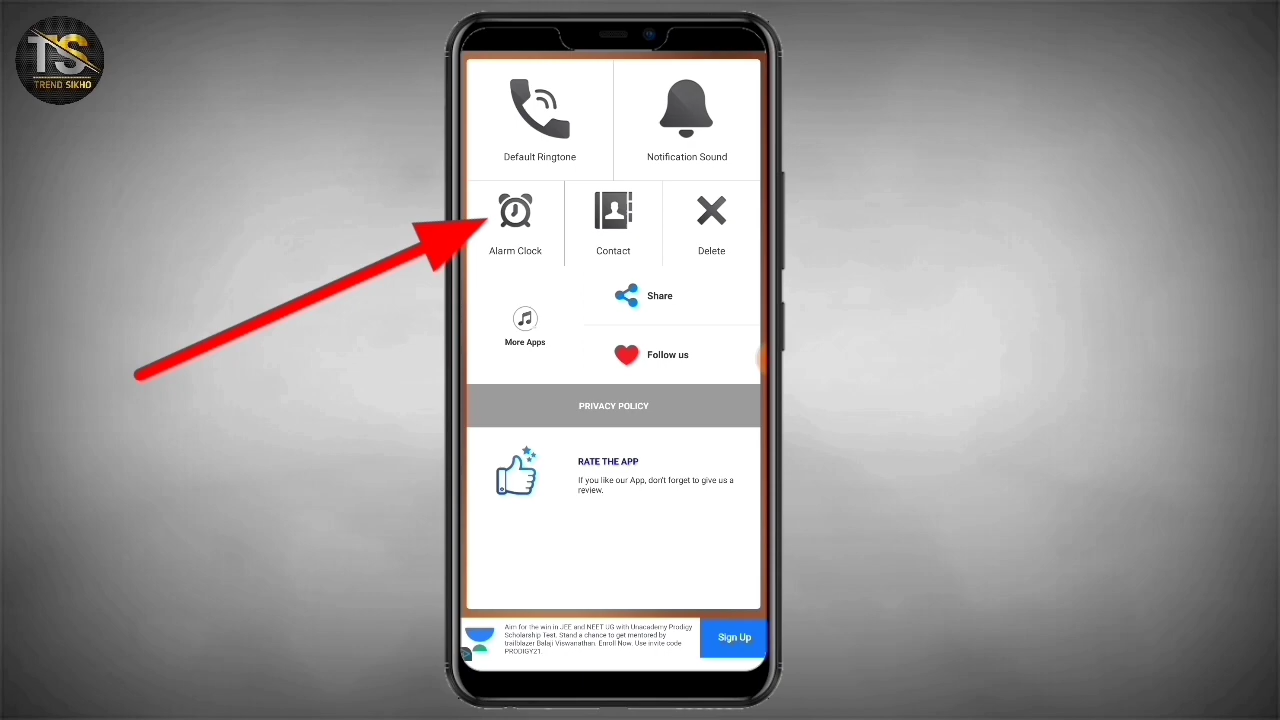 TS
TREND SIKHO
Default Ringtone
Notification Sound
Alarm Clock
Contact
Delete
Share
More Apps
Follow us
PRIVACY POLICY
RATE THE APP
If you like our App, don't forget to give us a
review.
Aim for the win in JEE and NEET UG with Unacademy Prodigy
Scholarship Test. Stand a chance to get mentored by
trailblazer Balaji Viswanathan. Enroll Now. Use invite code
PRODIGY21.
Sign Up